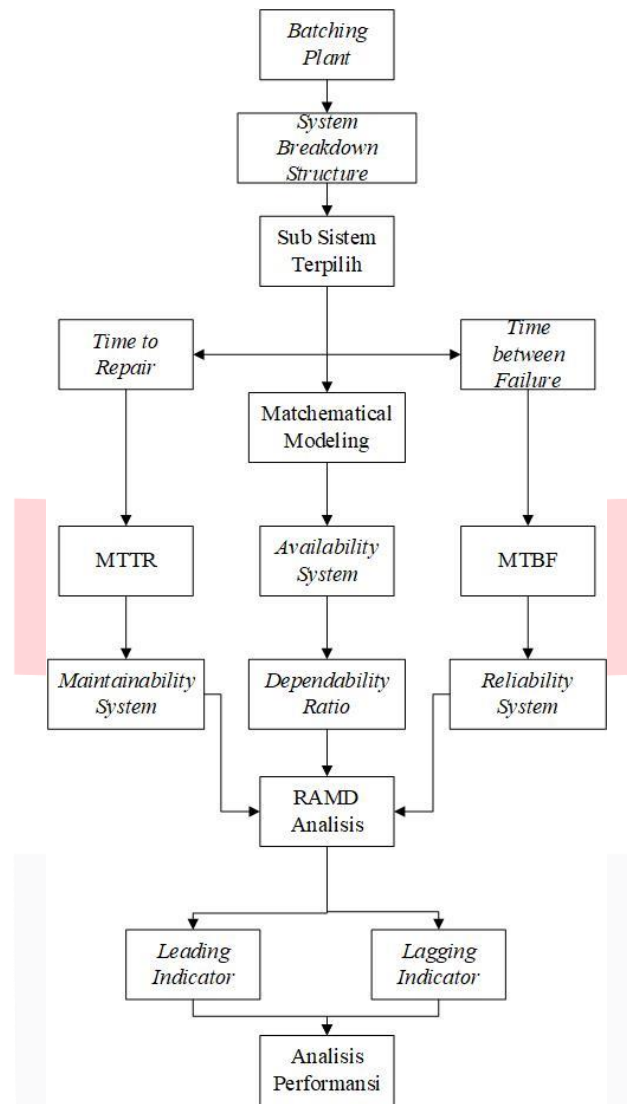 Batching
Plant
System
Breakdown
Structure
Sub Sistem
Terpilih
Time to
Repair
Time
between
Failure
Matchematical
Modeling
MTTR
Availability
System
MTBF
Maintainability
System
Dependability
Ratio
Reliability
System
RAMD
Analisis
Leading
Indicator
Lagging
Indicator
Analisis
Performansi